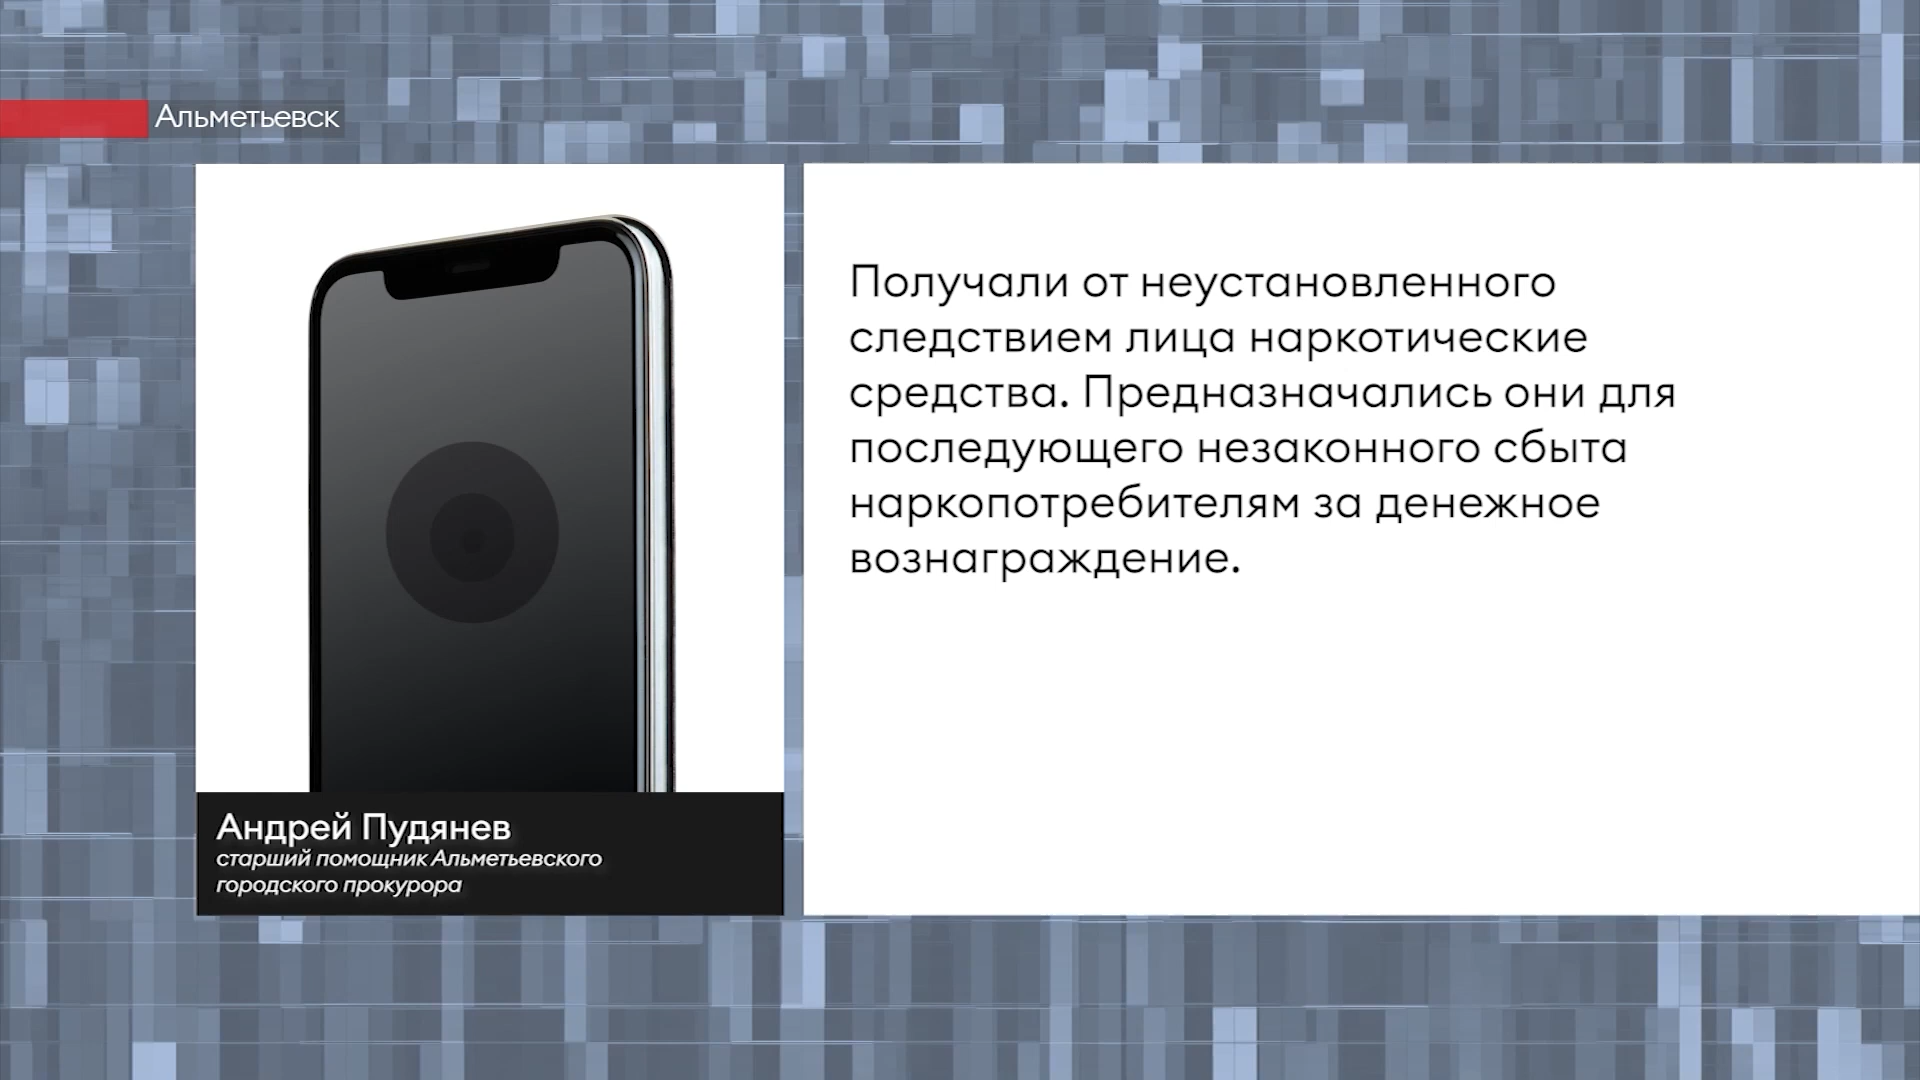 Альметьевск
Получали от неустановленного
следствием лица наркотические
средства. Предназначались они для
последующего незаконного сбыта
наркопотребителям за денежное
вознаграждение.
Андрей Пудянев
старший помощник Альметьевского
городского прокурора